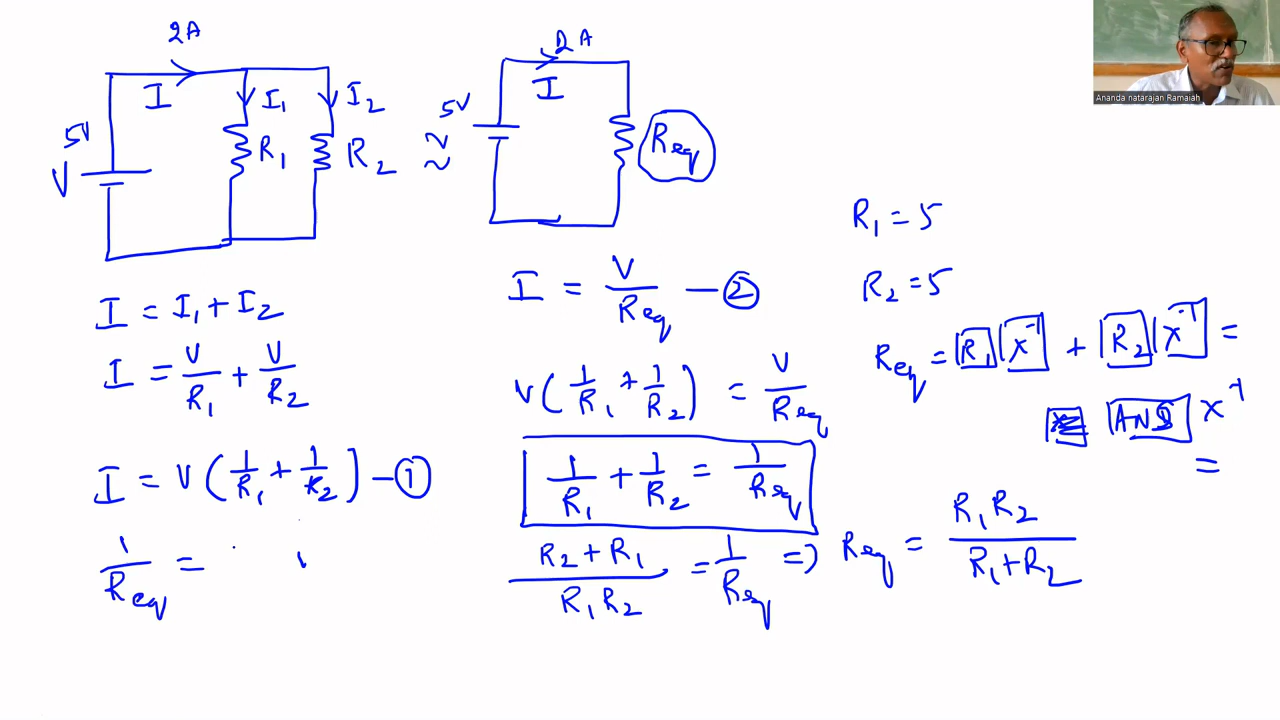 2A
I
I₁
I₂
5V
V
R₁
R₂
≈
2A
I
5V
Req
I = I₁ + I₂
I = V/R₁ + V/R₂
I = V(1/R₁ + 1/R₂) — ①
1/Req =
I = V/Req — ②
V(1/R₁ + 1/R₂) = V/Req
1/R₁ + 1/R₂ = 1/Req
(R₂ + R₁)/(R₁R₂) = 1/Req ⇒ Req = R₁R₂/(R₁+R₂)
R₁ = 5
R₂ = 5
Req = R₁ x⁻¹ + R₂ x⁻¹ =
ANS x⁻¹
=
Ananda natarajan Ramaiah